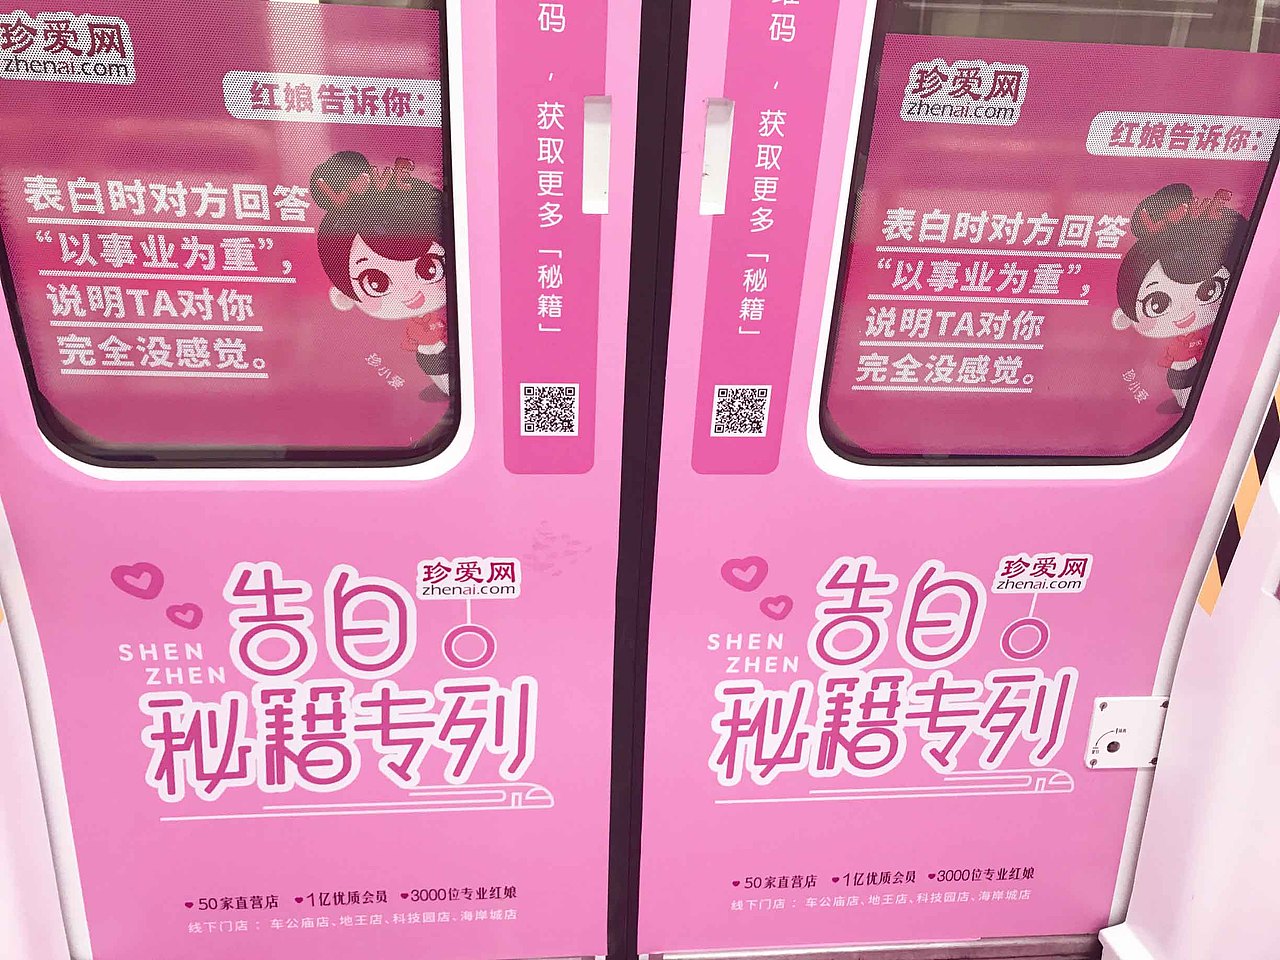 珍爱网
zhenai.com
红娘告诉你：
表白时对方回答
“以事业为重”，
说明TA对你
完全没感觉。
珍小爱
码，获取更多「秘籍」
维码，获取更多「秘籍」
珍爱网
zhenai.com
红娘告诉你：
表白时对方回答
“以事业为重”，
说明TA对你
完全没感觉。
珍小爱
珍爱网
zhenai.com
SHEN
ZHEN
告白
秘籍专列
50家直营店 1亿优质会员 3000位专业红娘
线下门店：车公庙店、地王店、科技园店、海岸城店
珍爱网
zhenai.com
SHEN
ZHEN
告白
秘籍专列
50家直营店 1亿优质会员 3000位专业红娘
线下门店：车公庙店、地王店、科技园店、海岸城店